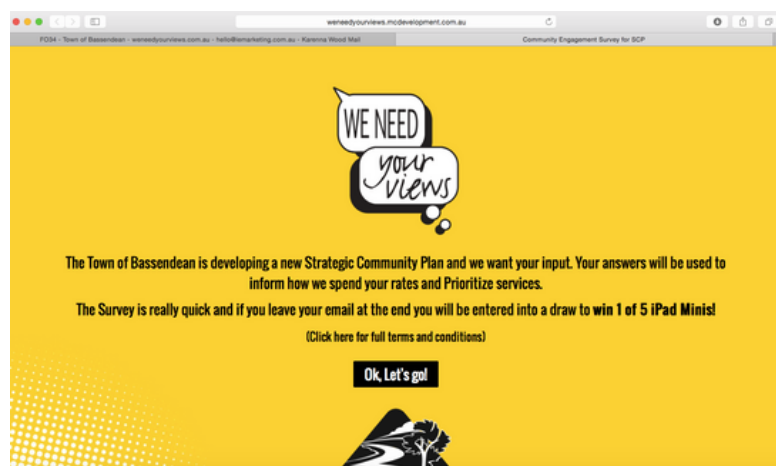 weneedyourviews.mcdevelopment.com.au
FO34 - Town of Bassendean - weneedyourviews.com.au - hello@iemarketing.com.au - Karenna Wood Mail
Community Engagement Survey for SCP
WE NEED
your
views
The Town of Bassendean is developing a new Strategic Community Plan and we want your input. Your answers will be used to
inform how we spend your rates and Prioritize services.
The Survey is really quick and if you leave your email at the end you will be entered into a draw to win 1 of 5 iPad Minis!
(Click here for full terms and conditions)
Ok, Let's go!